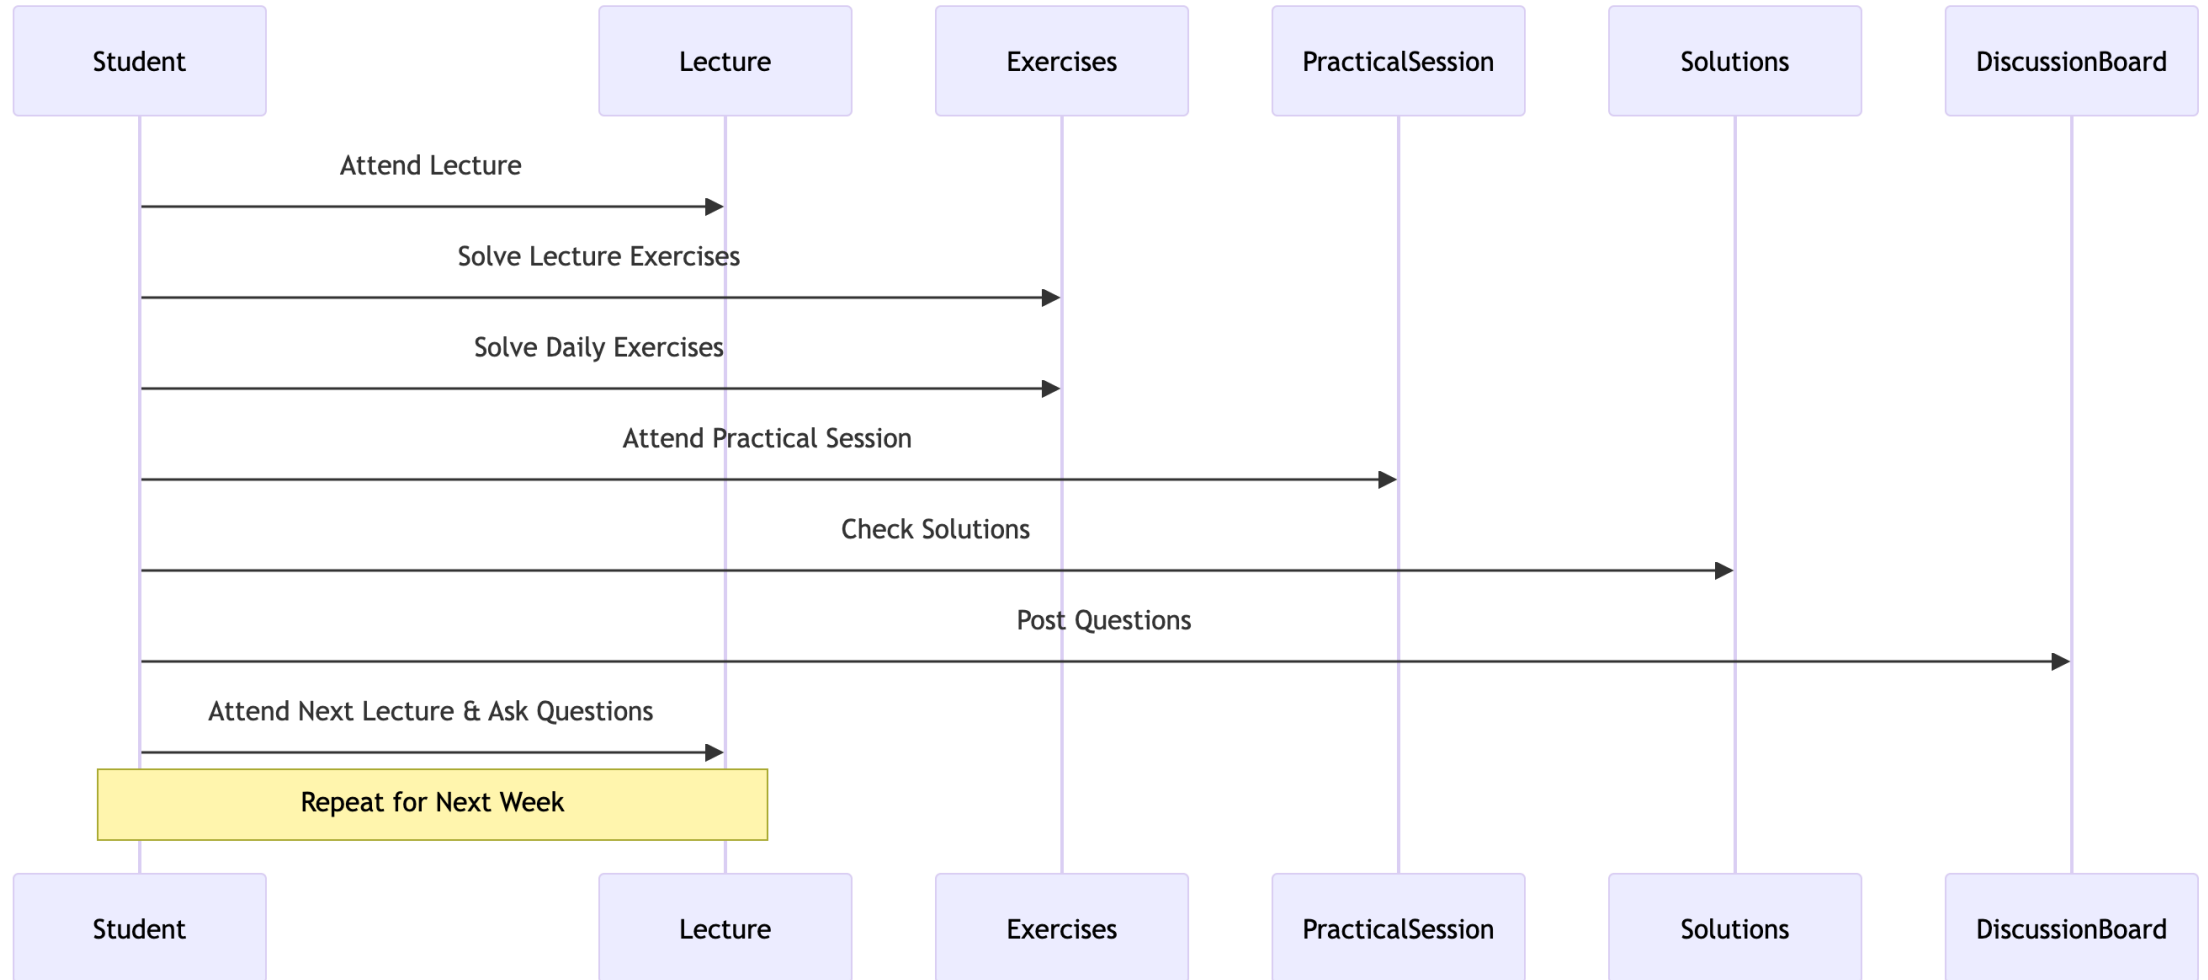 Student
Lecture
Exercises
PracticalSession
Solutions
DiscussionBoard
Attend Lecture
Solve Lecture Exercises
Solve Daily Exercises
Attend Practical Session
Check Solutions
Post Questions
Attend Next Lecture & Ask Questions
Repeat for Next Week
Student
Lecture
Exercises
PracticalSession
Solutions
DiscussionBoard